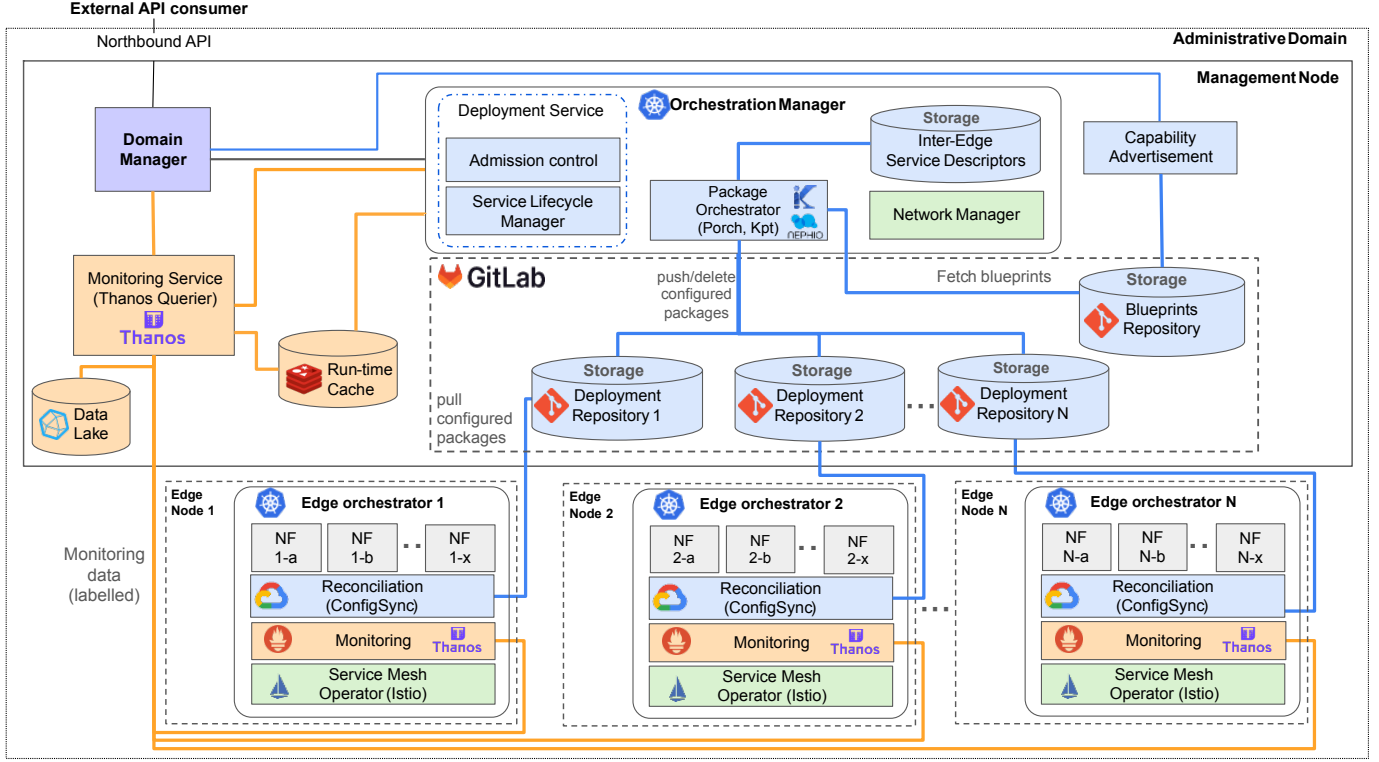 External API consumer
Northbound API
Administrative Domain
Management Node
Domain
Manager
Deployment Service
Admission control
Service Lifecycle
Manager
Orchestration Manager
Storage
Inter-Edge
Service Descriptors
Package
Orchestrator
(Porch, Kpt)
NEPHIO
Network Manager
Capability
Advertisement
Monitoring Service
(Thanos Querier)
Thanos
Run-time
Cache
Data
Lake
GitLab
push/delete
configured
packages
Fetch blueprints
Storage
Blueprints
Repository
pull
configured
packages
Storage
Deployment
Repository 1
Storage
Deployment
Repository 2
...
Storage
Deployment
Repository N
Monitoring
data
(labelled)
Edge
Node 1
Edge orchestrator 1
NF
1-a
NF
1-b
..
NF
1-x
Reconciliation
(ConfigSync)
Monitoring
Thanos
Service Mesh
Operator (Istio)
Edge
Node 2
Edge orchestrator 2
NF
2-a
NF
2-b
..
NF
2-x
Reconciliation
(ConfigSync)
Monitoring
Thanos
Service Mesh
Operator (Istio)
...
Edge
Node N
Edge orchestrator N
NF
N-a
NF
N-b
..
NF
N-x
Reconciliation
(ConfigSync)
Monitoring
Thanos
Service Mesh
Operator (Istio)